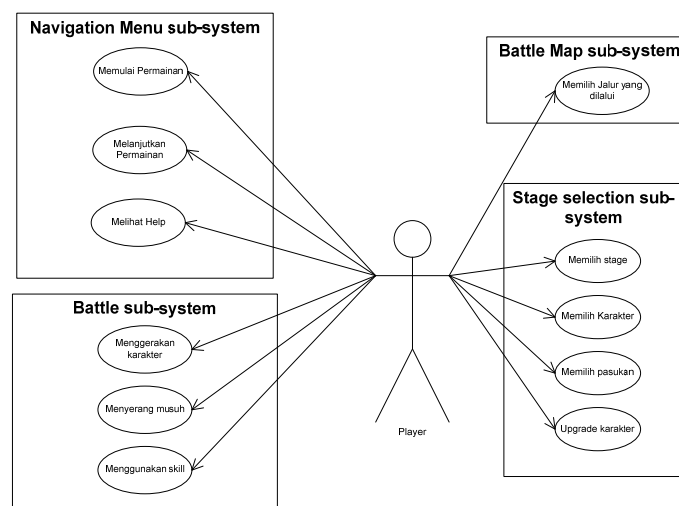 Navigation Menu sub-system
Memulai Permainan
Melanjutkan
Permainan
Melihat Help
Battle sub-system
Menggerakan
karakter
Menyerang musuh
Menggunakan skill
Player
Battle Map sub-system
Memilih Jalur yang
dilalui
Stage selection sub-
system
Memilih stage
Memilih Karakter
Memilih pasukan
Upgrade karakter